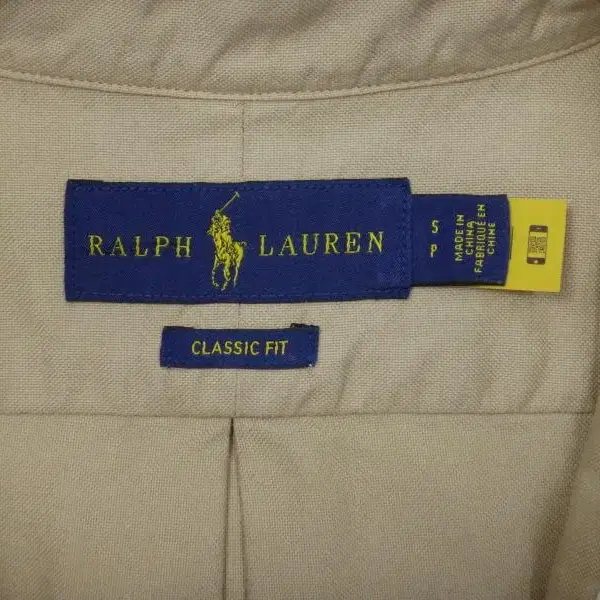 RALPH LAUREN
S
P
MADE IN
CHINA
FABRIQUÉ EN
CHINE
CLASSIC FIT